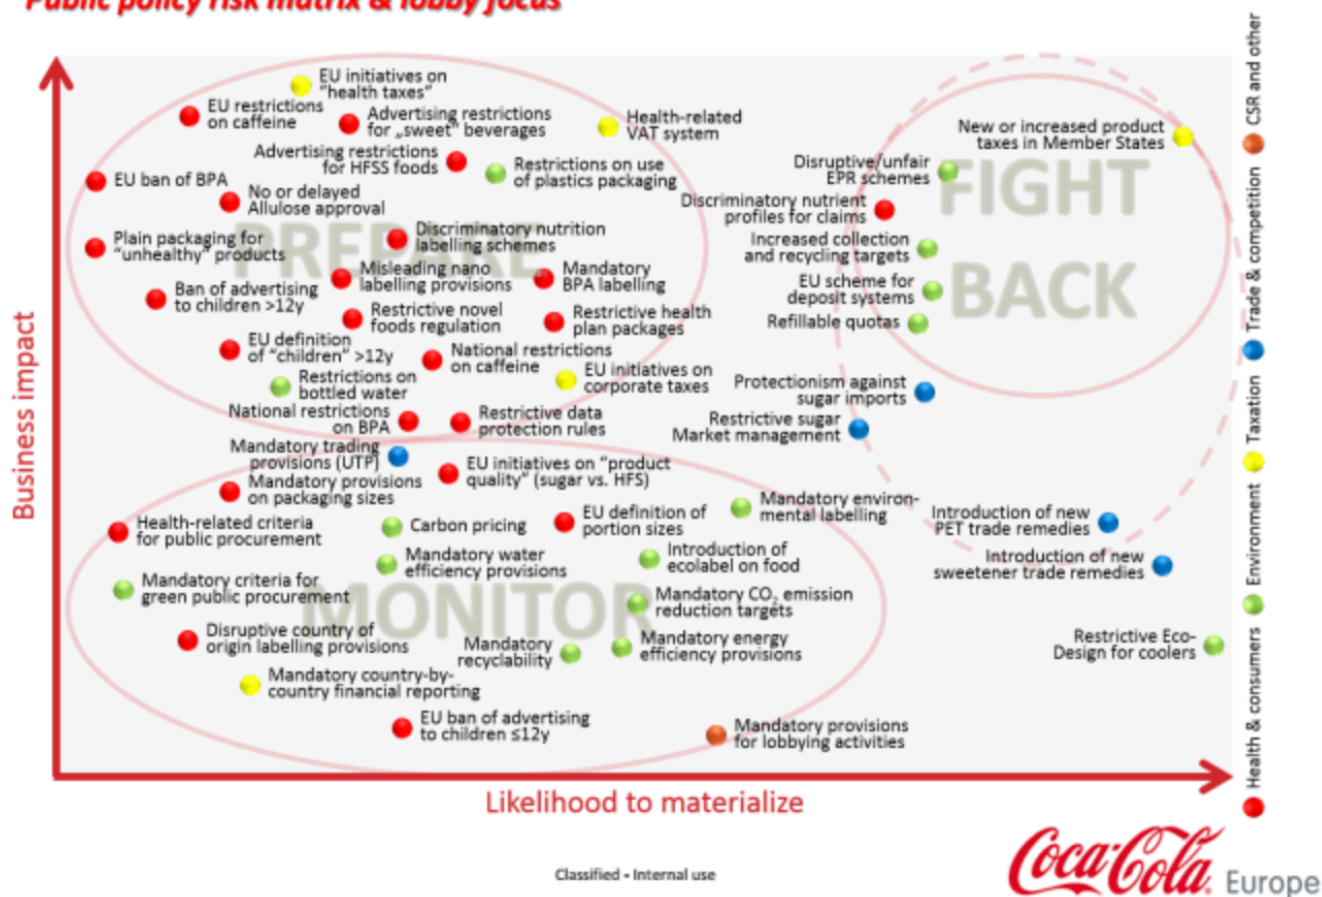 Public policy risk matrix & lobby focus
EU initiatives on
"health taxes"
EU restrictions
on caffeine
Advertising restrictions
for „sweet" beverages
Health-related
VAT system
New or increased product
taxes in Member States
Advertising restrictions
for HFSS foods
Restrictions on use
of plastics packaging
Disruptive/unfair
EPR schemes
FIGHT
BACK
EU ban of BPA
No or delayed
Allulose approval
Discriminatory nutrient
profiles for claims
PREPARE
Plain packaging for
"unhealthy" products
Discriminatory nutrition
labelling schemes
Increased collection
and recycling targets
Misleading nano
labelling provisions
Mandatory
BPA labelling
EU scheme for
deposit systems
Ban of advertising
to children >12y
Restrictive novel
foods regulation
Restrictive health
plan packages
Refillable quotas
EU definition
of "children" >12y
National restrictions
on caffeine
Restrictions on
bottled water
EU initiatives on
corporate taxes
Protectionism against
sugar imports
National restrictions
on BPA
Restrictive data
protection rules
Restrictive sugar
Market management
Mandatory trading
provisions (UTP)
EU initiatives on "product
quality" (sugar vs. HFS)
Mandatory provisions
on packaging sizes
Mandatory environ-
mental labelling
Health-related criteria
for public procurement
Carbon pricing
EU definition of
portion sizes
Introduction of new
PET trade remedies
Mandatory water
efficiency provisions
Introduction of
ecolabel on food
Introduction of new
sweetener trade remedies
Mandatory criteria for
green public procurement
MONITOR
Mandatory CO₂ emission
reduction targets
Disruptive country of
origin labelling provisions
Mandatory
recyclability
Mandatory energy
efficiency provisions
Restrictive Eco-
Design for coolers
Mandatory country-by-
country financial reporting
EU ban of advertising
to children ≤12y
Mandatory provisions
for lobbying activities
Business impact
Likelihood to materialize
Health & consumers
Environment
Taxation
Trade & competition
CSR and other
Classified - Internal use
Coca-Cola Europe